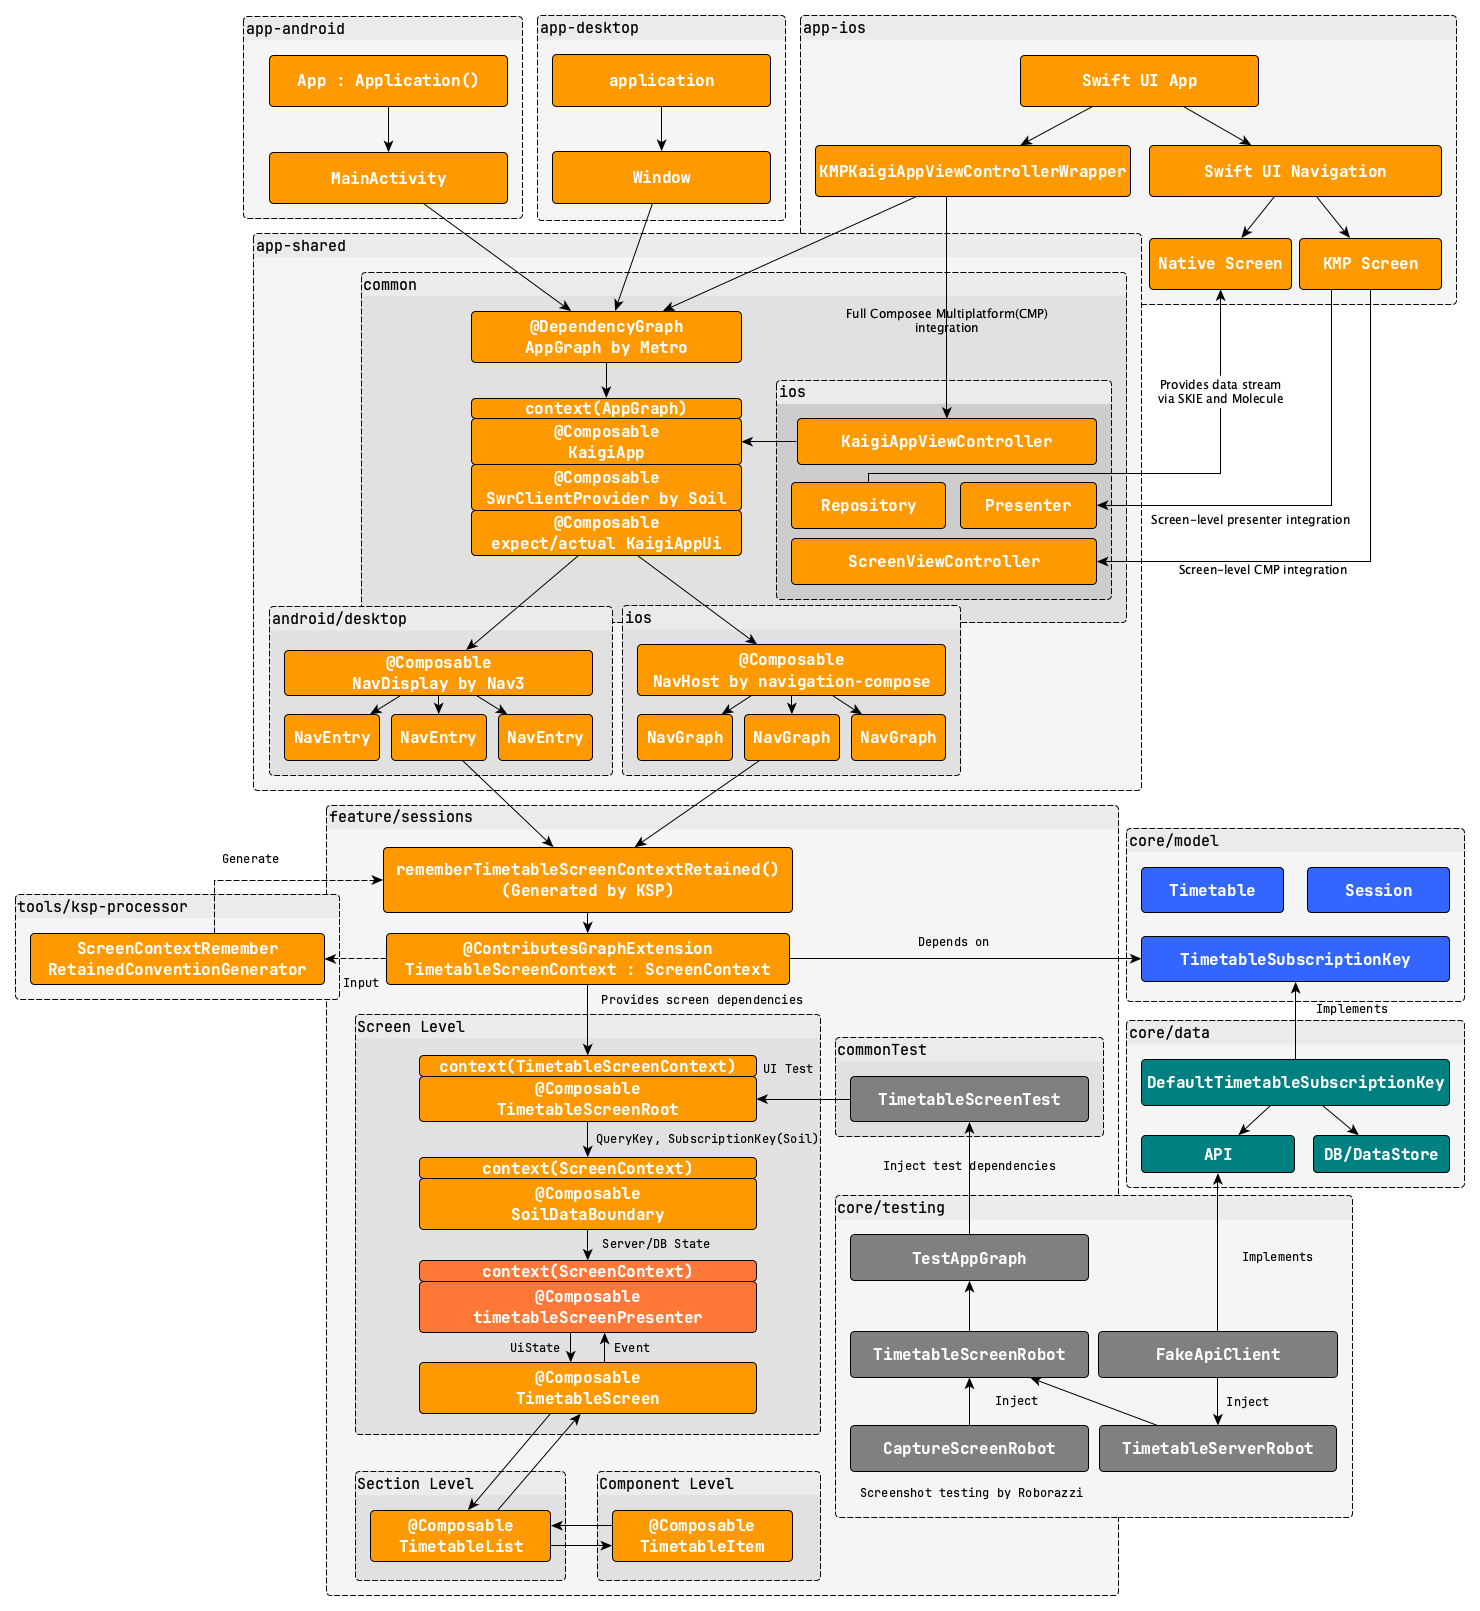 app-android
App : Application()
MainActivity
app-desktop
application
Window
app-ios
Swift UI App
KMPKaigiAppViewControllerWrapper
Swift UI Navigation
Native Screen
KMP Screen
app-shared
common
@DependencyGraph
AppGraph by Metro
Full Composee Multiplatform(CMP)
integration
context(AppGraph)
@Composable
KaigiApp
@Composable
SwrClientProvider by Soil
@Composable
expect/actual KaigiAppUi
ios
KaigiAppViewController
Repository
Presenter
ScreenViewController
Provides data stream
via SKIE and Molecule
Screen-level presenter integration
Screen-level CMP integration
android/desktop
@Composable
NavDisplay by Nav3
NavEntry
NavEntry
NavEntry
ios
@Composable
NavHost by navigation-compose
NavGraph
NavGraph
NavGraph
feature/sessions
rememberTimetableScreenContextRetained()
(Generated by KSP)
Generate
tools/ksp-processor
ScreenContextRemember
RetainedConventionGenerator
Input
@ContributesGraphExtension
TimetableScreenContext : ScreenContext
Depends on
Provides screen dependencies
core/model
Timetable
Session
TimetableSubscriptionKey
Implements
core/data
DefaultTimetableSubscriptionKey
API
DB/DataStore
Screen Level
context(TimetableScreenContext)
@Composable
TimetableScreenRoot
UI Test
QueryKey, SubscriptionKey(Soil)
context(ScreenContext)
@Composable
SoilDataBoundary
Server/DB State
context(ScreenContext)
@Composable
timetableScreenPresenter
UiState
Event
@Composable
TimetableScreen
commonTest
TimetableScreenTest
Inject test dependencies
core/testing
TestAppGraph
Implements
TimetableScreenRobot
FakeApiClient
Inject
Inject
CaptureScreenRobot
TimetableServerRobot
Screenshot testing by Roborazzi
Section Level
@Composable
TimetableList
Component Level
@Composable
TimetableItem